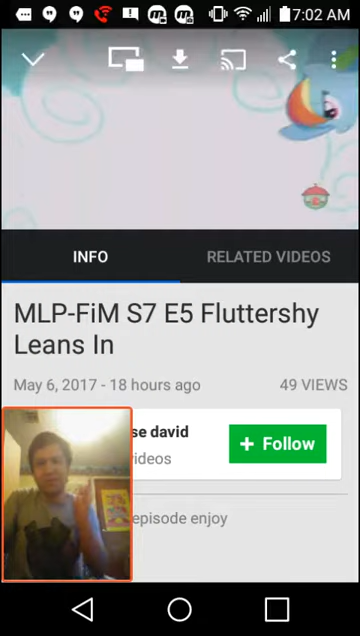 7:02 AM
INFO
RELATED VIDEOS
MLP-FiM S7 E5 Fluttershy
Leans In
May 6, 2017 - 18 hours ago
49 VIEWS
se david
+ Follow
videos
episode enjoy